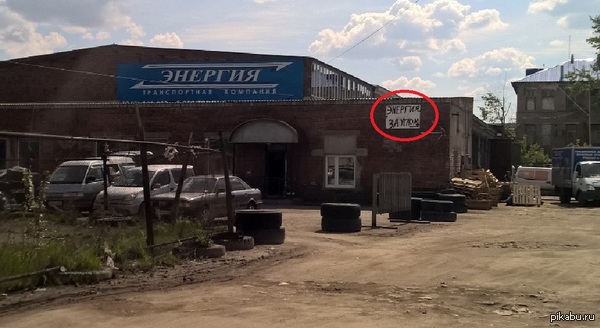 ЭНЕРГИЯ
ТРАНСПОРТНАЯ КОМПАНИЯ
ЭНЕРГИЯ
ЗА УГЛОМ
pikabu.ru